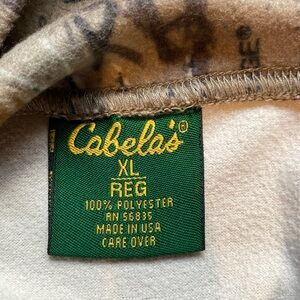 Cabela's®
XL
REG
100% POLYESTER
RN 56835
MADE IN USA
CARE OVER